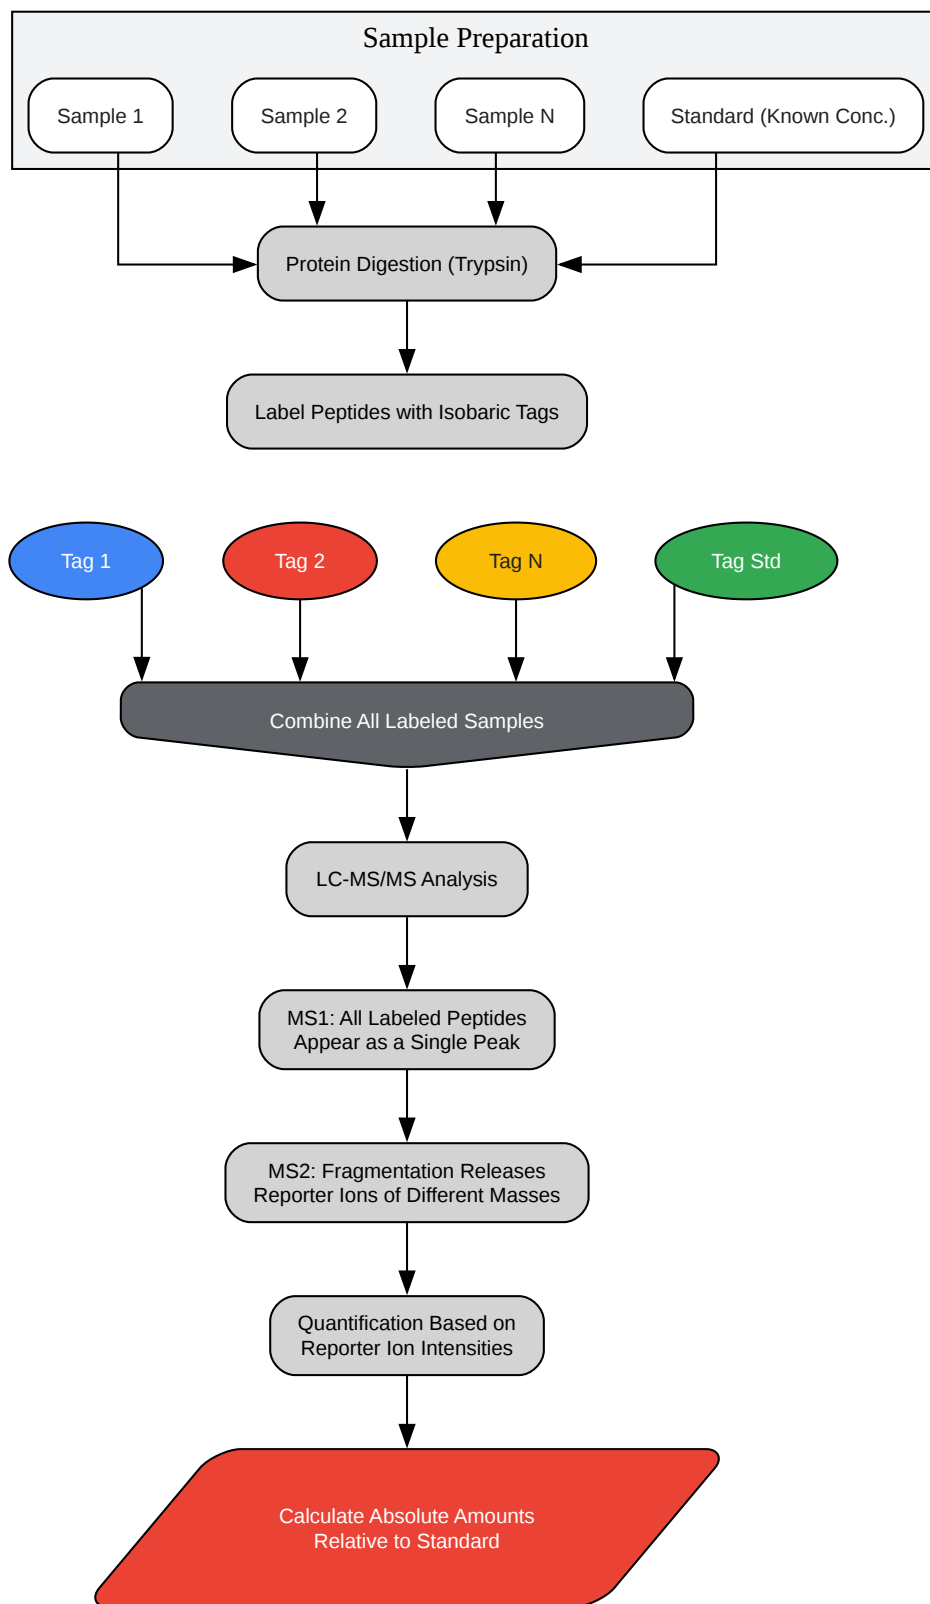 Sample Preparation
Sample 1
Sample 2
Sample N
Standard (Known Conc.)
Protein Digestion (Trypsin)
Label Peptides with Isobaric Tags
Tag 1
Tag 2
Tag N
Tag Std
Combine All Labeled Samples
LC-MS/MS Analysis
MS1: All Labeled Peptides
Appear as a Single Peak
MS2: Fragmentation Releases
Reporter Ions of Different Masses
Quantification Based on
Reporter Ion Intensities
Calculate Absolute Amounts
Relative to Standard